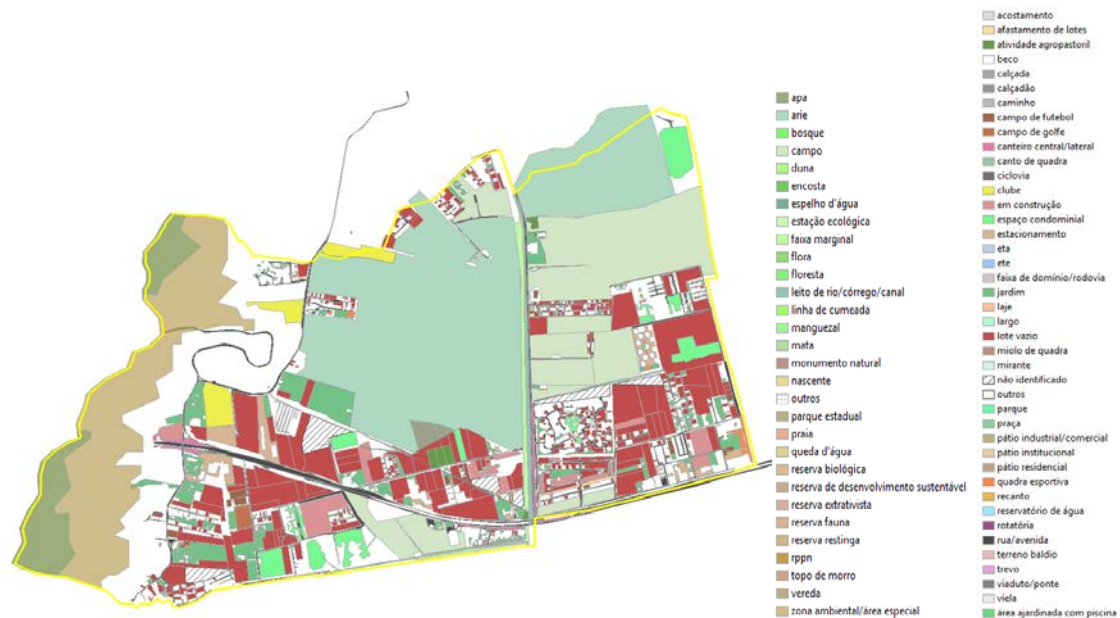 apa
arie
bosque
campo
duna
encosta
espelho d'água
estação ecológica
faixa marginal
flora
floresta
leito de rio/córrego/canal
linha de cumeada
manguezal
mata
monumento natural
nascente
outros
parque estadual
praia
queda d'água
reserva biológica
reserva de desenvolvimento sustentável
reserva extrativista
reserva fauna
reserva restinga
rppn
topo de morro
vereda
zona ambiental/área especial
acostamento
afastamento de lotes
atividade agropastoril
beco
calçada
calçadão
caminho
campo de futebol
campo de golfe
canteiro central/lateral
canto de quadra
ciclovia
clube
em construção
espaço condominial
estacionamento
eta
ete
faixa de domínio/rodovia
jardim
laje
largo
lote vazio
miolo de quadra
mirante
não identificado
outros
parque
praça
pátio industrial/comercial
pátio institucional
pátio residencial
quadra esportiva
recanto
reservatório de água
rotatória
rua/avenida
terreno baldio
trevo
viaduto/ponte
viela
área ajardinada com piscina